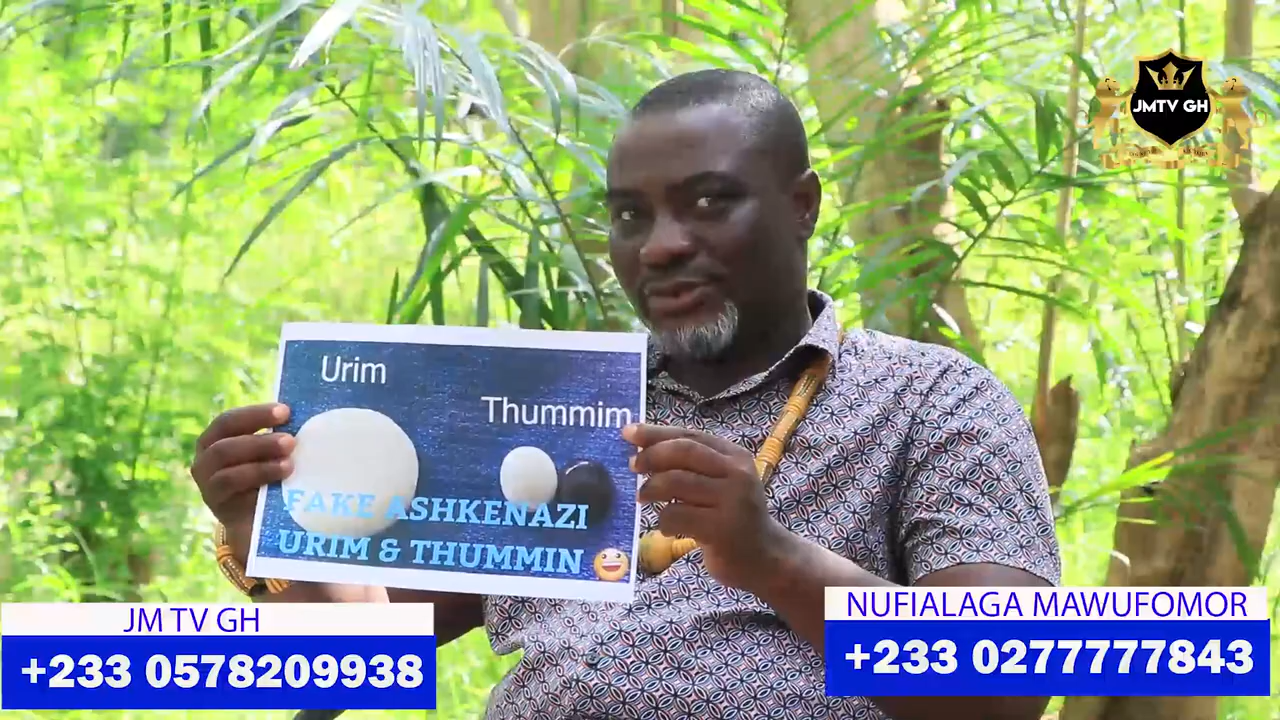 JMTV GH
Urim
Thummim
FAKE ASHKENAZI
URIM & THUMMIN
JM TV GH
+233 0578209938
NUFIALAGA MAWUFOMOR
+233 0277777843